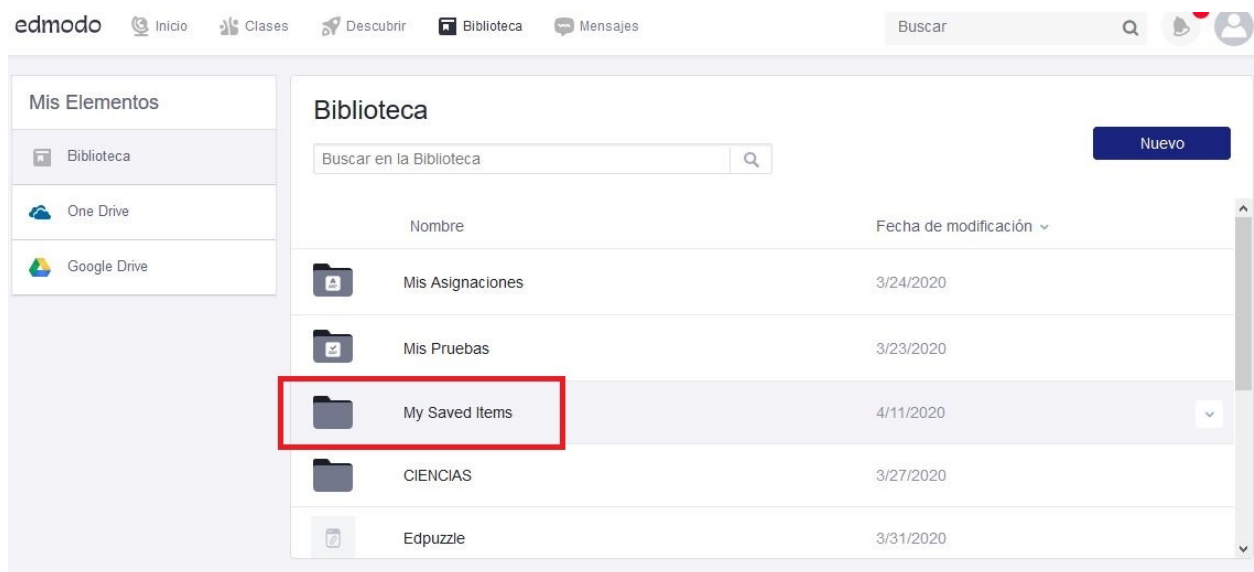 edmodo Inicio Clases Descubrir Biblioteca Mensajes Buscar
Mis Elementos
Biblioteca
One Drive
Google Drive
Biblioteca
Buscar en la Biblioteca
Nuevo
Nombre Fecha de modificación
Mis Asignaciones 3/24/2020
Mis Pruebas 3/23/2020
My Saved Items 4/11/2020
CIENCIAS 3/27/2020
Edpuzzle 3/31/2020